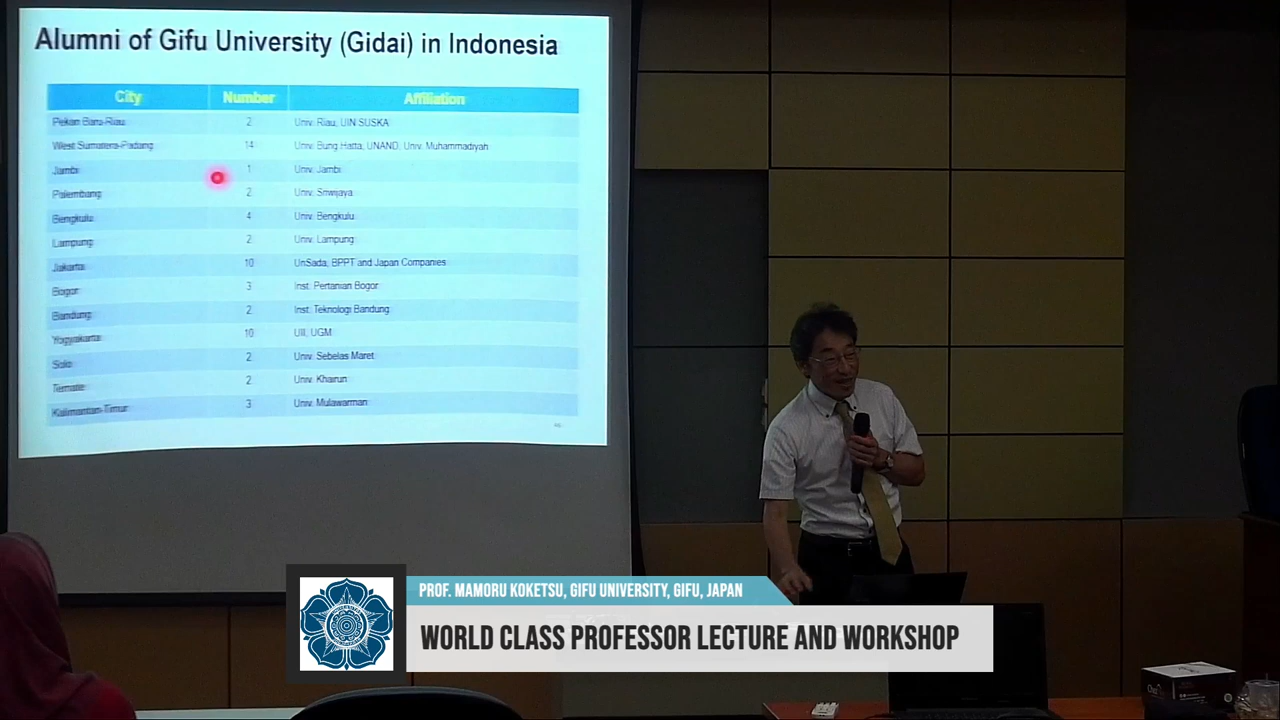 Alumni of Gifu University (Gidai) in Indonesia
City Number Affiliation
Pekan Baru-Riau 2 Univ. Riau, UIN SUSKA
West Sumatera-Padang 14 Univ. Bung Hatta, UNAND, Univ. Muhammadiyah
Jambi 1 Univ. Jambi
Palembang 2 Univ. Sriwijaya
Bengkulu 4 Univ. Bengkulu
Lampung 2 Univ. Lampung
Jakarta 10 UnSada, BPPT and Japan Companies
Bogor 3 Inst. Pertanian Bogor
Bandung 2 Inst. Teknologi Bandung
Yogyakarta 10 UII, UGM
Solo 2 Univ. Sebelas Maret
Ternate 2 Univ. Khairun
Kalimantan-Timur 3 Univ. Mulawarman
PROF. MAMORU KOKETSU, GIFU UNIVERSITY, GIFU, JAPAN
WORLD CLASS PROFESSOR LECTURE AND WORKSHOP